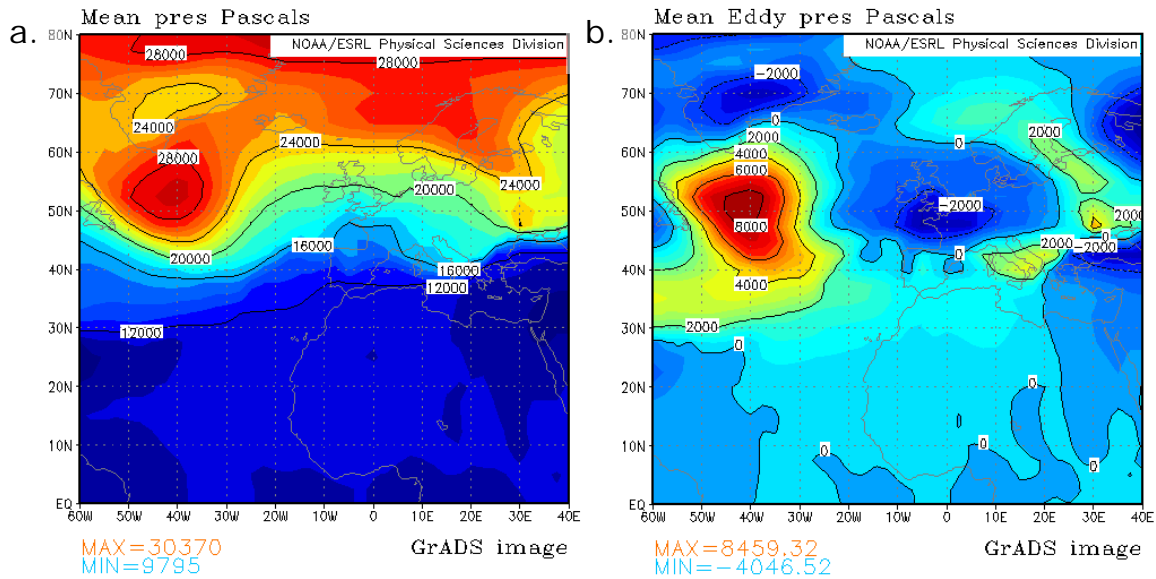 a.
Mean pres Pascals
NOAA/ESRL Physical Sciences Division
80N
70N
60N
50N
40N
30N
20N
10N
EQ
28000
28000
24000
28000
24000
20000
24000
20000
16000
16000
12000
12000
60W 50W 40W 30W 20W 10W 0 10E 20E 30E 40E
MAX=30370
MIN=9795
GrADS image
b.
Mean Eddy pres Pascals
NOAA/ESRL Physical Sciences Division
80N
70N
60N
50N
40N
30N
20N
10N
EQ
-2000
0
2000
4000
6000
8000
4000
2000
0
0
2000
-2000
2000
0
-2000
2000
0
0
0
0
0
0
60W 50W 40W 30W 20W 10W 0 10E 20E 30E 40E
MAX=8459.32
MIN=-4046.52
GrADS image